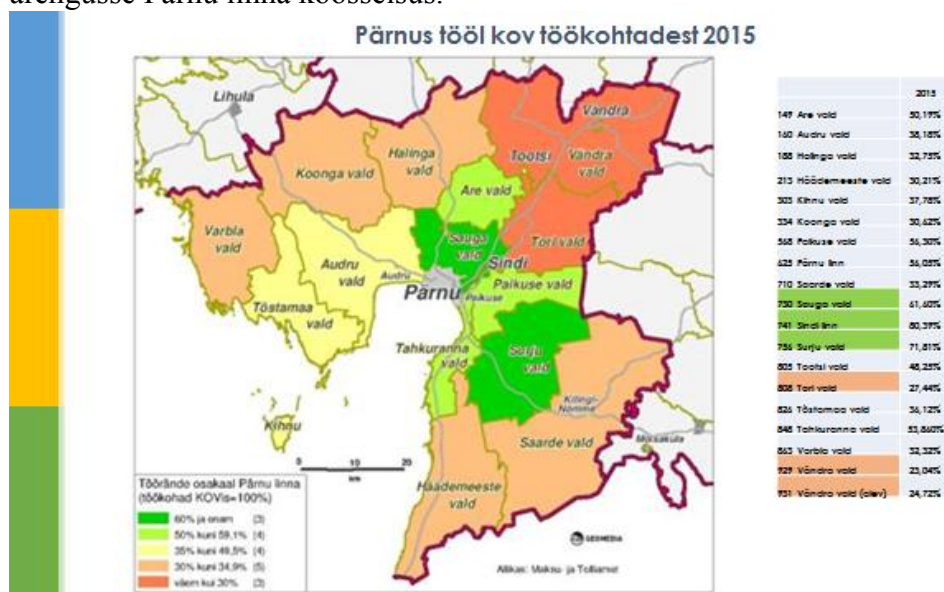 arengusse Pärnu linna koosseisus.
Pärnus tööl kov töökohtadest 2015
Lihula
Vändra
Halinga
vald
Tootsi
Vändra
vald
Koonga vald
Are vald
Varbla
vald
Sauga
vald
Tori vald
Sindi
Audru
vald
Audru
Pärnu
Paikuse
Paikuse vald
Tõstamaa
vald
Tahkuranna
vald
Surju
vald
Kilingi-
Nõmme
Kihnu
Saarde vald
Mõisaküla
Häädemeeste
vald
0 10 20
km
Töörände osakaal Pärnu linna
(töökohad KOVis=100%)
60% ja enam (3)
50% kuni 59,1% (4)
35% kuni 49,5% (4)
30% kuni 34,9% (5)
vähem kui 30% (3)
GEOMEDIA
Allikas: Maksu- ja Tolliamet
2015
149 Are vald 50,19%
160 Audru vald 38,18%
188 Halinga vald 32,75%
213 Häädemeeste vald 30,21%
303 Kihnu vald 37,78%
334 Koonga vald 30,62%
568 Paikuse vald 56,30%
625 Pärnu linn 56,05%
710 Saarde vald 33,29%
730 Sauga vald 61,60%
741 Sindi linn 80,39%
756 Surju vald 71,81%
805 Tootsi vald 48,25%
808 Tori vald 27,44%
826 Tõstamaa vald 36,12%
848 Tahkuranna vald 53,860%
863 Varbla vald 32,32%
929 Vändra vald 23,04%
931 Vändra vald (alev) 24,72%